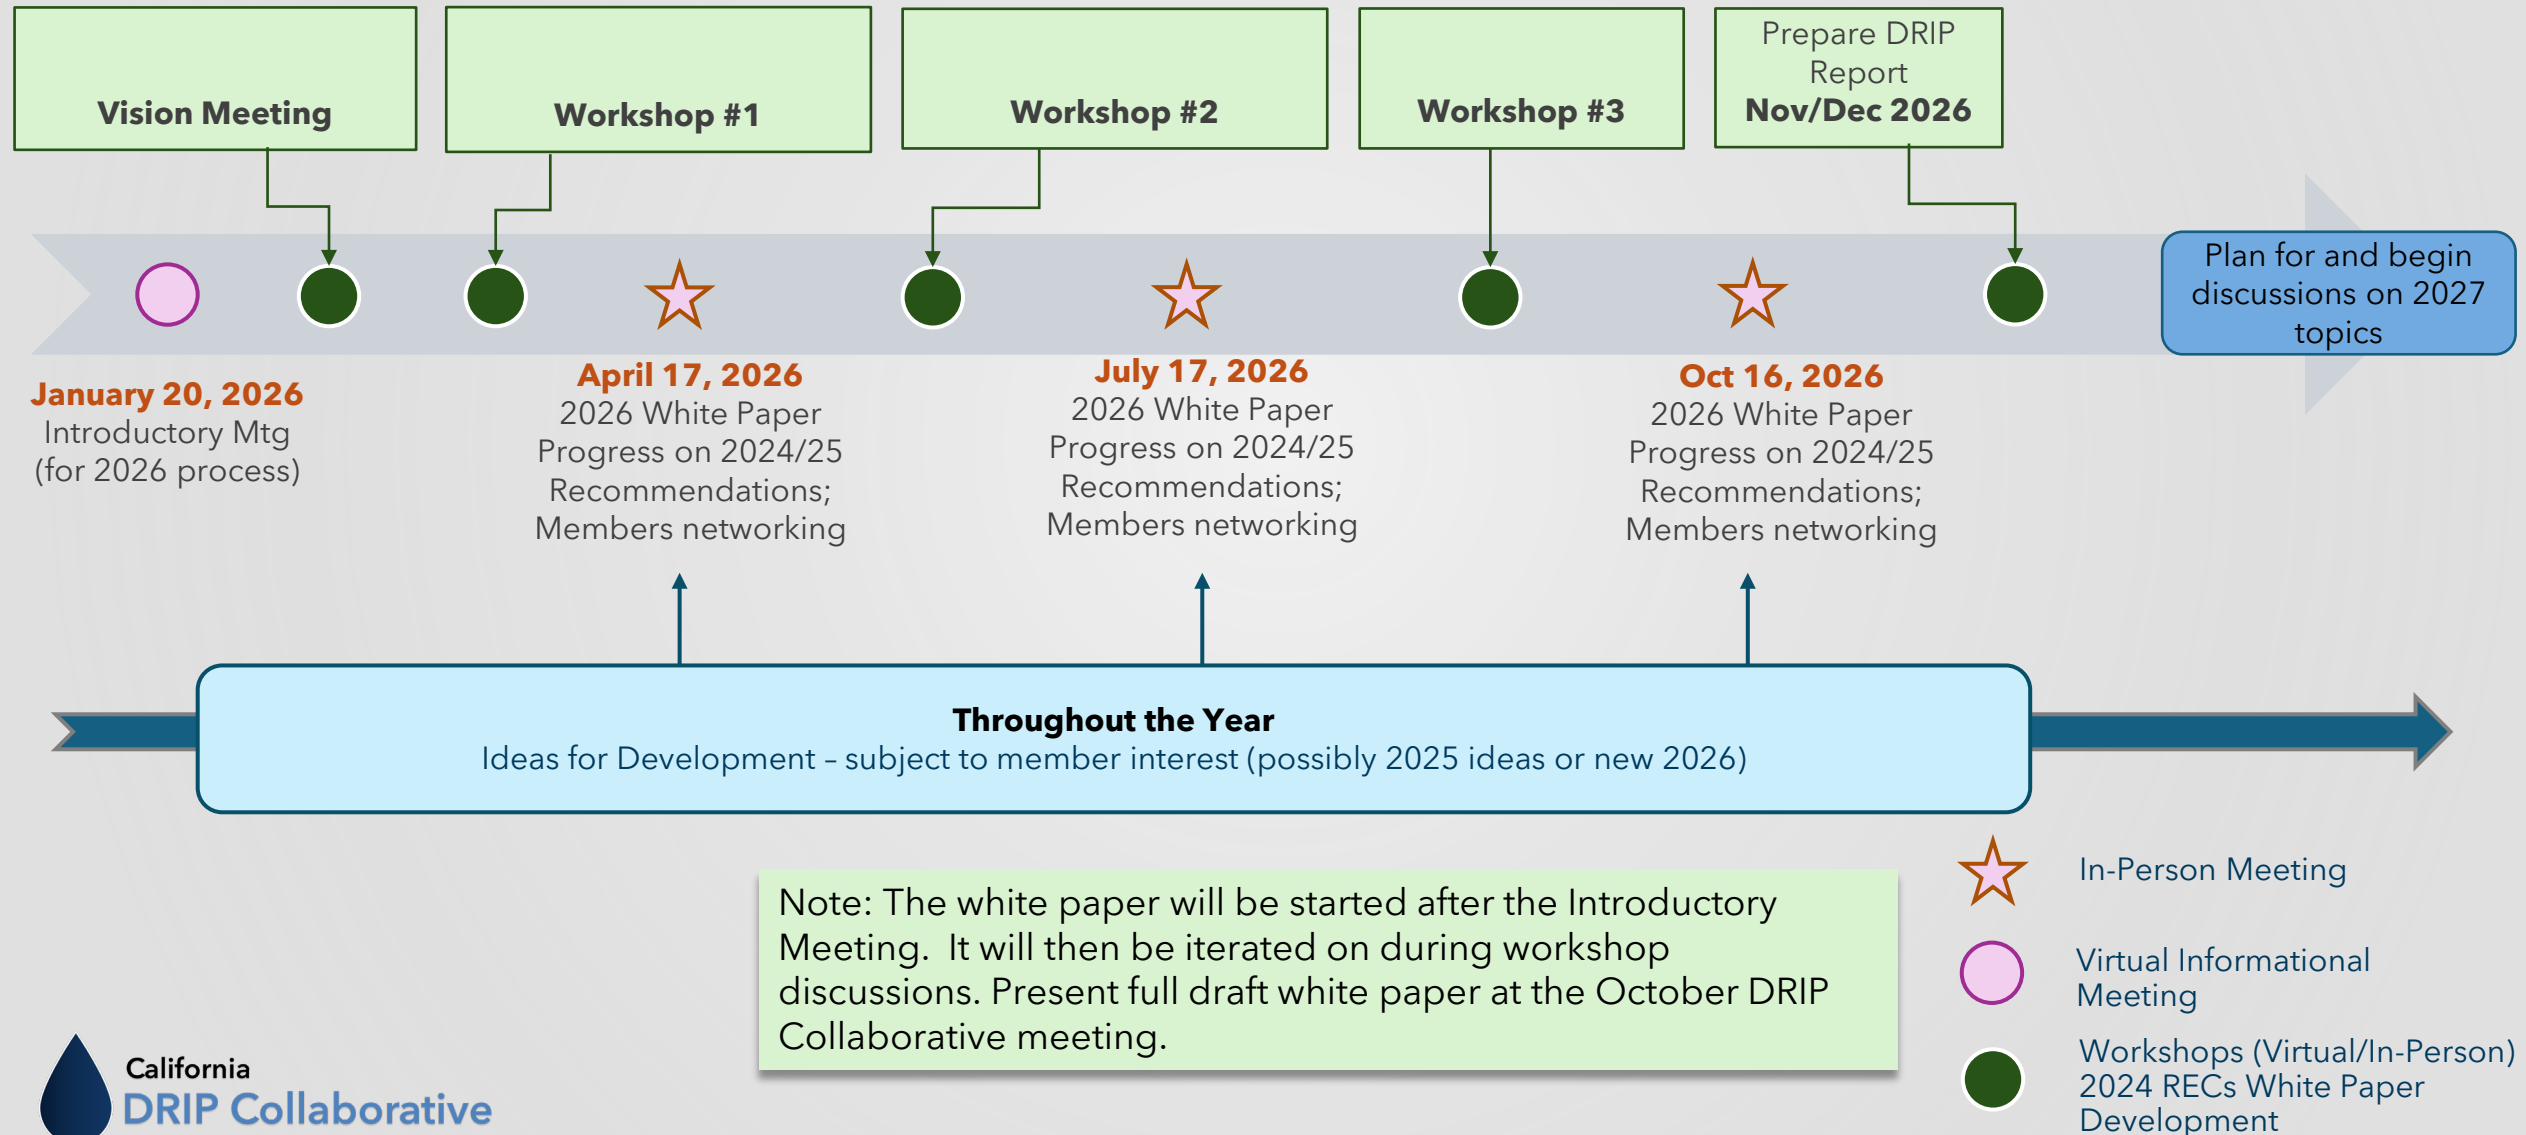 Vision Meeting
Workshop #1
Workshop #2
Workshop #3
Prepare DRIP
Report
Nov/Dec 2026
Plan for and begin
discussions on 2027
topics
January 20, 2026
Introductory Mtg
(for 2026 process)
April 17, 2026
2026 White Paper
Progress on 2024/25
Recommendations;
Members networking
July 17, 2026
2026 White Paper
Progress on 2024/25
Recommendations;
Members networking
Oct 16, 2026
2026 White Paper
Progress on 2024/25
Recommendations;
Members networking
Throughout the Year
Ideas for Development – subject to member interest (possibly 2025 ideas or new 2026)
Note: The white paper will be started after the Introductory
Meeting.  It will then be iterated on during workshop
discussions. Present full draft white paper at the October DRIP
Collaborative meeting.
In-Person Meeting
Virtual Informational
Meeting
Workshops (Virtual/In-Person)
2024 RECs White Paper
Development
California
DRIP Collaborative